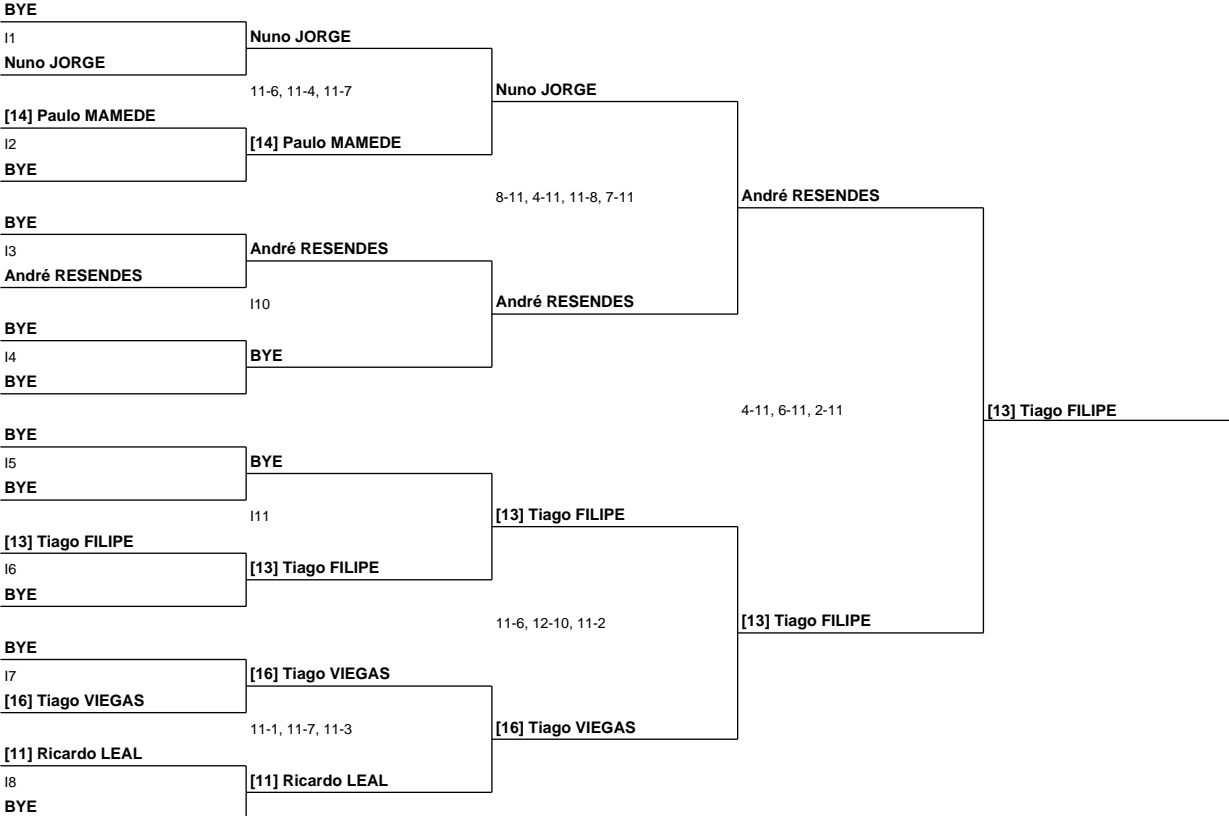 BYE
I1
Nuno JORGE
Nuno JORGE
11-6, 11-4, 11-7
Nuno JORGE
[14] Paulo MAMEDE
I2
[14] Paulo MAMEDE
BYE
8-11, 4-11, 11-8, 7-11
André RESENDES
BYE
I3
André RESENDES
André RESENDES
I10
André RESENDES
BYE
I4
BYE
BYE
4-11, 6-11, 2-11
[13] Tiago FILIPE
BYE
I5
BYE
BYE
I11
[13] Tiago FILIPE
[13] Tiago FILIPE
I6
[13] Tiago FILIPE
BYE
11-6, 12-10, 11-2
[13] Tiago FILIPE
BYE
I7
[16] Tiago VIEGAS
[16] Tiago VIEGAS
11-1, 11-7, 11-3
[16] Tiago VIEGAS
[11] Ricardo LEAL
I8
[11] Ricardo LEAL
BYE